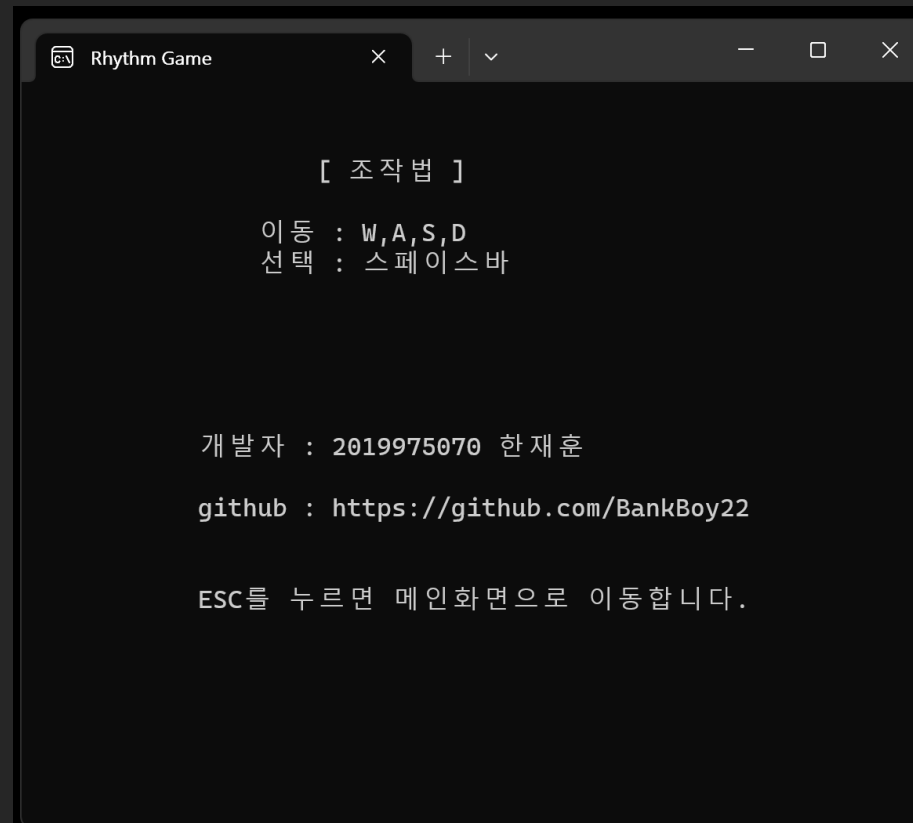 Rhythm Game
[ 조작법 ]
이동 : W,A,S,D
선택 : 스페이스바
개발자 : 2019975070 한재훈
github : https://github.com/BankBoy22
ESC를 누르면 메인화면으로 이동합니다.